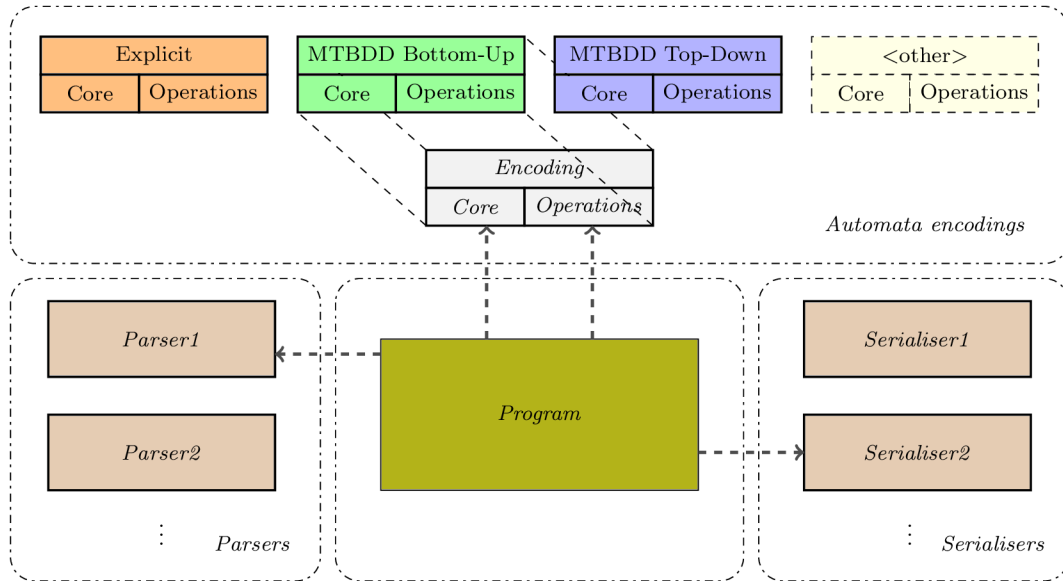 Explicit
Core Operations
MTBDD Bottom-Up
Core Operations
MTBDD Top-Down
Core Operations
<other>
Core Operations
Encoding
Core Operations
Automata encodings
Parser1
Parser2
⋮
Parsers
Program
Serialiser1
Serialiser2
⋮
Serialisers